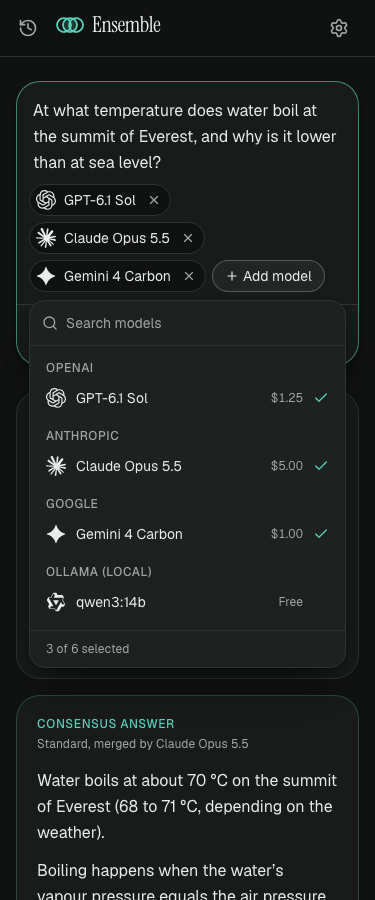 Ensemble
At what temperature does water boil at
the summit of Everest, and why is it lower
than at sea level?
GPT-6.1 Sol
Claude Opus 5.5
Gemini 4 Carbon
Add model
Search models
OPENAI
GPT-6.1 Sol $1.25
ANTHROPIC
Claude Opus 5.5 $5.00
GOOGLE
Gemini 4 Carbon $1.00
OLLAMA (LOCAL)
qwen3:14b Free
3 of 6 selected
CONSENSUS ANSWER
Standard, merged by Claude Opus 5.5
Water boils at about 70 °C on the summit
of Everest (68 to 71 °C, depending on the
weather).
Boiling happens when the water’s
vapour pressure equals the air pressure